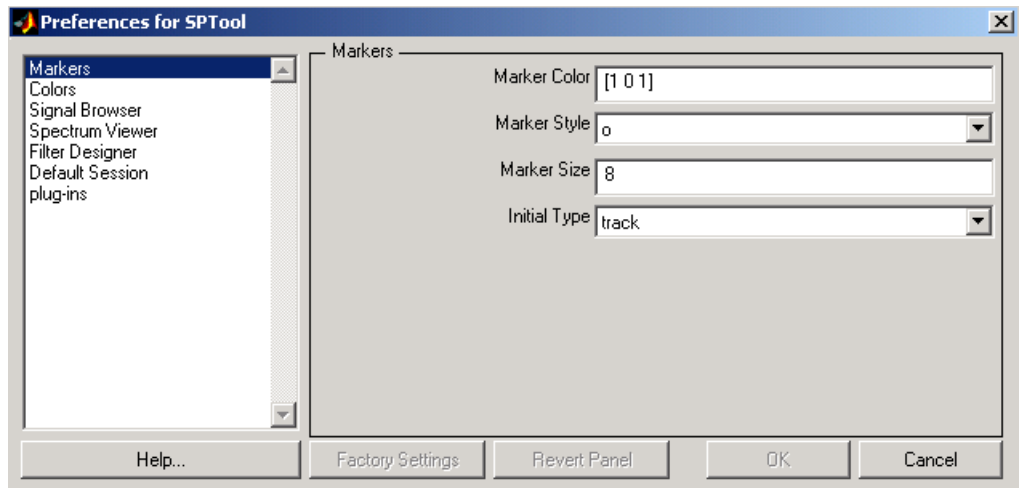 Preferences for SPTool
Markers
Colors
Signal Browser
Spectrum Viewer
Filter Designer
Default Session
plug-ins
Markers
Marker Color [1 0 1]
Marker Style o
Marker Size 8
Initial Type track
Help... Factory Settings Revert Panel OK Cancel